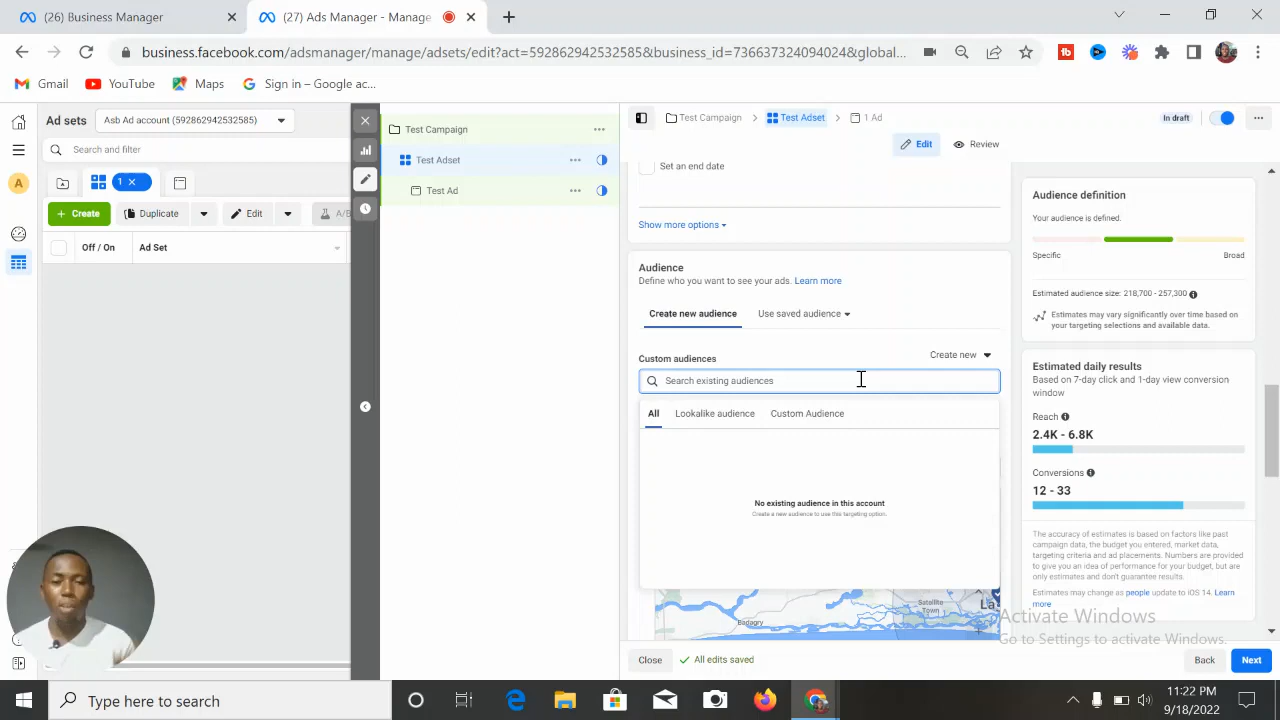 (26) Business Manager
(27) Ads Manager - Manage
business.facebook.com/adsmanager/manage/adsets/edit?act=592862942532585&business_id=736637324094024&global...
Gmail
YouTube
Maps
Sign in – Google ac...
Ad sets
Asb Ad account (592862942532585)
Search and filter
A
1
Create
Duplicate
Edit
A/B
Off / On
Ad Set
Test Campaign
Test Adset
Test Ad
Test Campaign
Test Adset
1 Ad
In draft
Edit
Review
Set an end date
Show more options
Audience
Define who you want to see your ads. Learn more
Create new audience
Use saved audience
Custom audiences
Create new
Search existing audiences
All
Lookalike audience
Custom Audience
No existing audience in this account
Create a new audience to use this targeting option.
Badagry
Satellite
Town
La
Close
All edits saved
Back
Next
Audience definition
Your audience is defined.
Specific
Broad
Estimated audience size: 218,700 - 257,300
Estimates may vary significantly over time based on
your targeting selections and available data.
Estimated daily results
Based on 7-day click and 1-day view conversion
window
Reach
2.4K - 6.8K
Conversions
12 - 33
The accuracy of estimates is based on factors like past
campaign data, the budget you entered, market data,
targeting criteria and ad placements. Numbers are provided
to give you an idea of performance for your budget, but are
only estimates and don't guarantee results.
Estimates may change as people update to iOS 14. Learn
more
Activate Windows
Go to Settings to activate Windows.
Type here to search
11:22 PM
9/18/2022